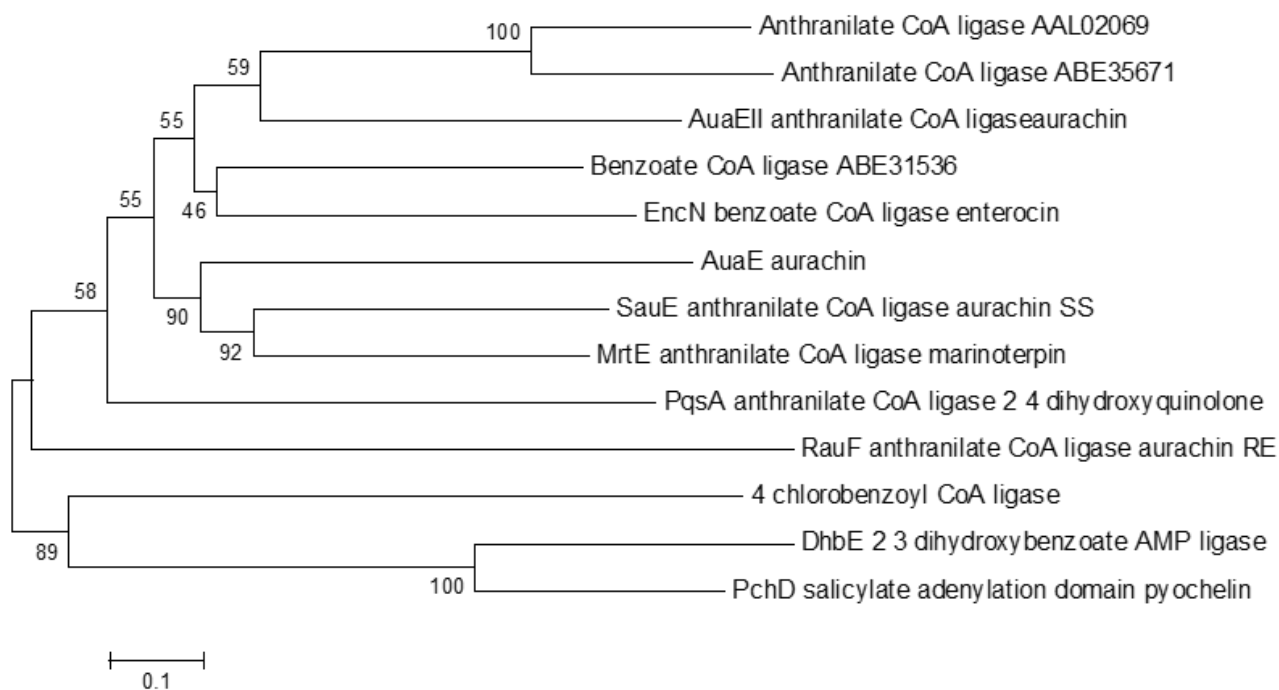 100
Anthranilate CoA ligase AAL02069
59
Anthranilate CoA ligase ABE35671
55
AuaEII anthranilate CoA ligaseaurachin
Benzoate CoA ligase ABE31536
55
46
EncN benzoate CoA ligase enterocin
AuaE aurachin
58
90
SauE anthranilate CoA ligase aurachin SS
92
MrtE anthranilate CoA ligase marinoterpin
PqsA anthranilate CoA ligase 2 4 dihydroxyquinolone
RauF anthranilate CoA ligase aurachin RE
4 chlorobenzoyl CoA ligase
89
DhbE 2 3 dihydroxybenzoate AMP ligase
100
PchD salicylate adenylation domain pyochelin
0.1